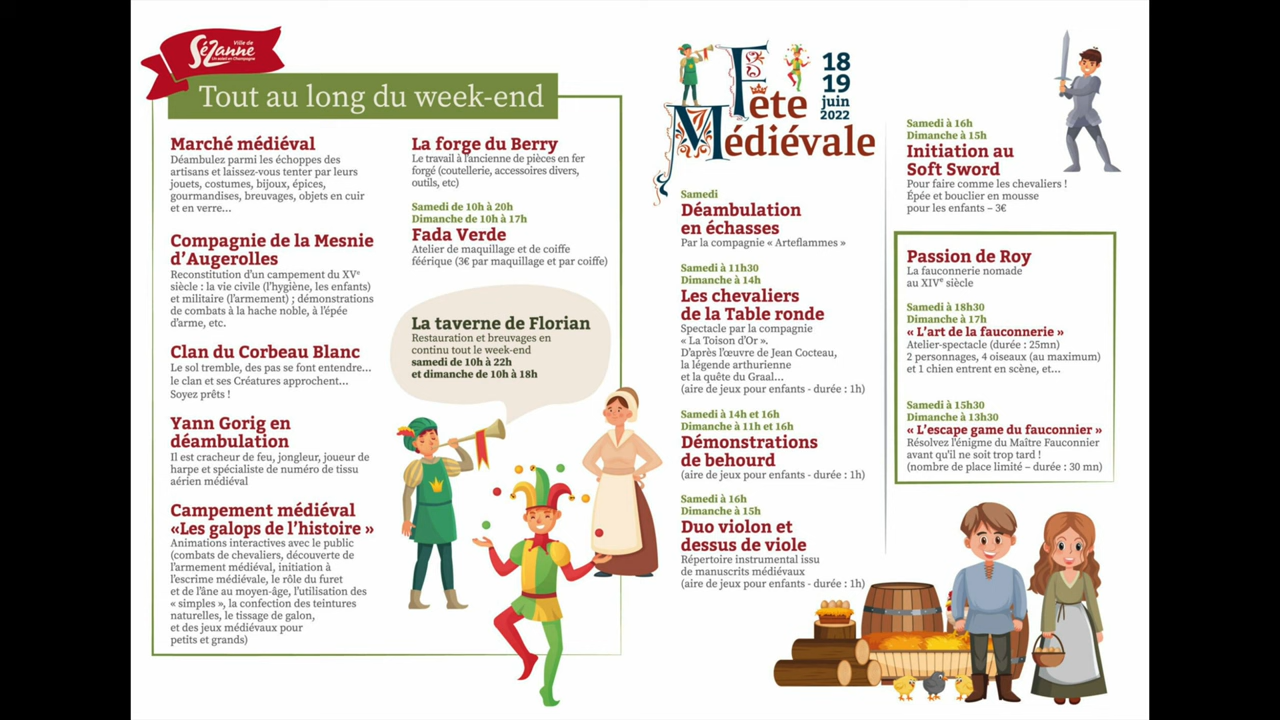 Ville de
Sézanne
Un soleil en Champagne
Tout au long du week-end
Marché médiéval
Déambulez parmi les échoppes des
artisans et laissez-vous tenter par leurs
jouets, costumes, bijoux, épices,
gourmandises, breuvages, objets en cuir
et en verre...
Compagnie de la Mesnie
d'Augerolles
Reconstitution d'un campement du XVe
siècle : la vie civile (l'hygiène, les enfants)
et militaire (l'armement) ; démonstrations
de combats à la hache noble, à l'épée
d'arme, etc.
Clan du Corbeau Blanc
Le sol tremble, des pas se font entendre...
le clan et ses Créatures approchent...
Soyez prêts !
Yann Gorig en
déambulation
Il est cracheur de feu, jongleur, joueur de
harpe et spécialiste de numéro de tissu
aérien médiéval
Campement médiéval
«Les galops de l'histoire »
Animations interactives avec le public
(combats de chevaliers, découverte de
l'armement médiéval, initiation à
l'escrime médiévale, le rôle du furet
et de l'âne au moyen-âge, l'utilisation des
« simples », la confection des teintures
naturelles, le tissage de galon,
et des jeux médiévaux pour
petits et grands)
La forge du Berry
Le travail à l'ancienne de pièces en fer
forgé (coutellerie, accessoires divers,
outils, etc)
Samedi de 10h à 20h
Dimanche de 10h à 17h
Fada Verde
Atelier de maquillage et de coiffe
féérique (3€ par maquillage et par coiffe)
La taverne de Florian
Restauration et breuvages en
continu tout le week-end
samedi de 10h à 22h
et dimanche de 10h à 18h
Fête
Médiévale
18
19
juin
2022
Samedi
Déambulation
en échasses
Par la compagnie « Arteflammes »
Samedi à 11h30
Dimanche à 14h
Les chevaliers
de la Table ronde
Spectacle par la compagnie
« La Toison d'Or ».
D'après l'œuvre de Jean Cocteau,
la légende arthurienne
et la quête du Graal...
(aire de jeux pour enfants - durée : 1h)
Samedi à 14h et 16h
Dimanche à 11h et 16h
Démonstrations
de behourd
(aire de jeux pour enfants - durée : 1h)
Samedi à 16h
Dimanche à 15h
Duo violon et
dessus de viole
Répertoire instrumental issu
de manuscrits médiévaux
(aire de jeux pour enfants - durée : 1h)
Samedi à 16h
Dimanche à 15h
Initiation au
Soft Sword
Pour faire comme les chevaliers !
Épée et bouclier en mousse
pour les enfants – 3€
Passion de Roy
La fauconnerie nomade
au XIVe siècle
Samedi à 18h30
Dimanche à 17h
« L'art de la fauconnerie »
Atelier-spectacle (durée : 25mn)
2 personnages, 4 oiseaux (au maximum)
et 1 chien entrent en scène, et...
Samedi à 15h30
Dimanche à 13h30
« L'escape game du fauconnier »
Résolvez l'énigme du Maître Fauconnier
avant qu'il ne soit trop tard !
(nombre de place limité – durée : 30 mn)